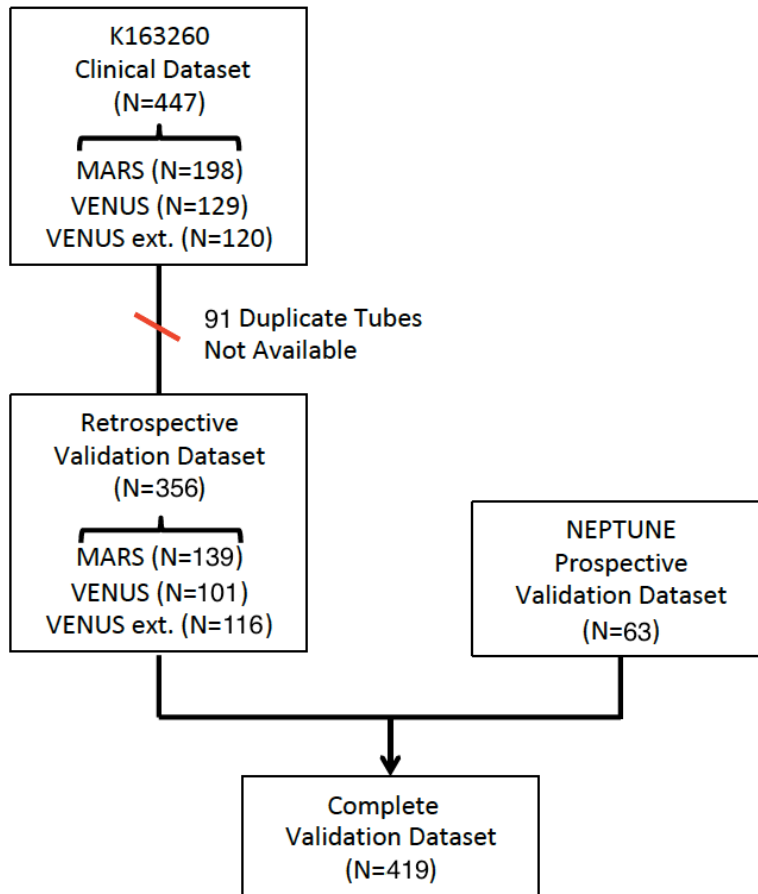 K163260
Clinical Dataset
(N=447)
MARS (N=198)
VENUS (N=129)
VENUS ext. (N=120)
91 Duplicate Tubes
Not Available
Retrospective
Validation Dataset
(N=356)
MARS (N=139)
VENUS (N=101)
VENUS ext. (N=116)
NEPTUNE
Prospective
Validation Dataset
(N=63)
Complete
Validation Dataset
(N=419)